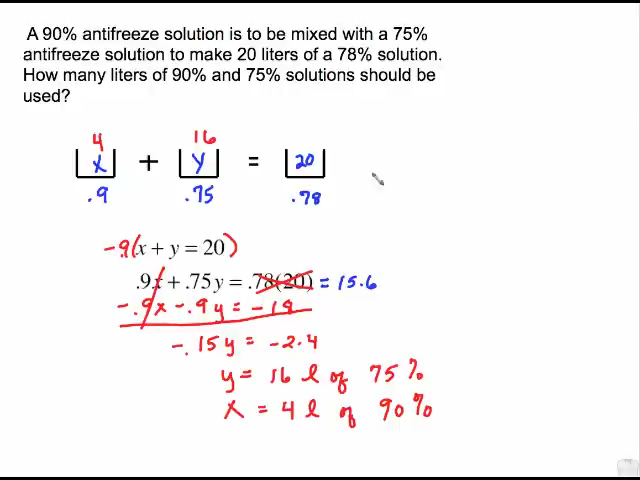 A 90% antifreeze solution is to be mixed with a 75%
antifreeze solution to make 20 liters of a 78% solution.
How many liters of 90% and 75% solutions should be
used?
4 16
x + y = 20
.9 .75 .78
-.9(x + y = 20)
.9x + .75y = .78(20) = 15.6
-.9x -.9y = -18
-.15y = -2.4
y = 16 l of 75%
x = 4 l of 90%